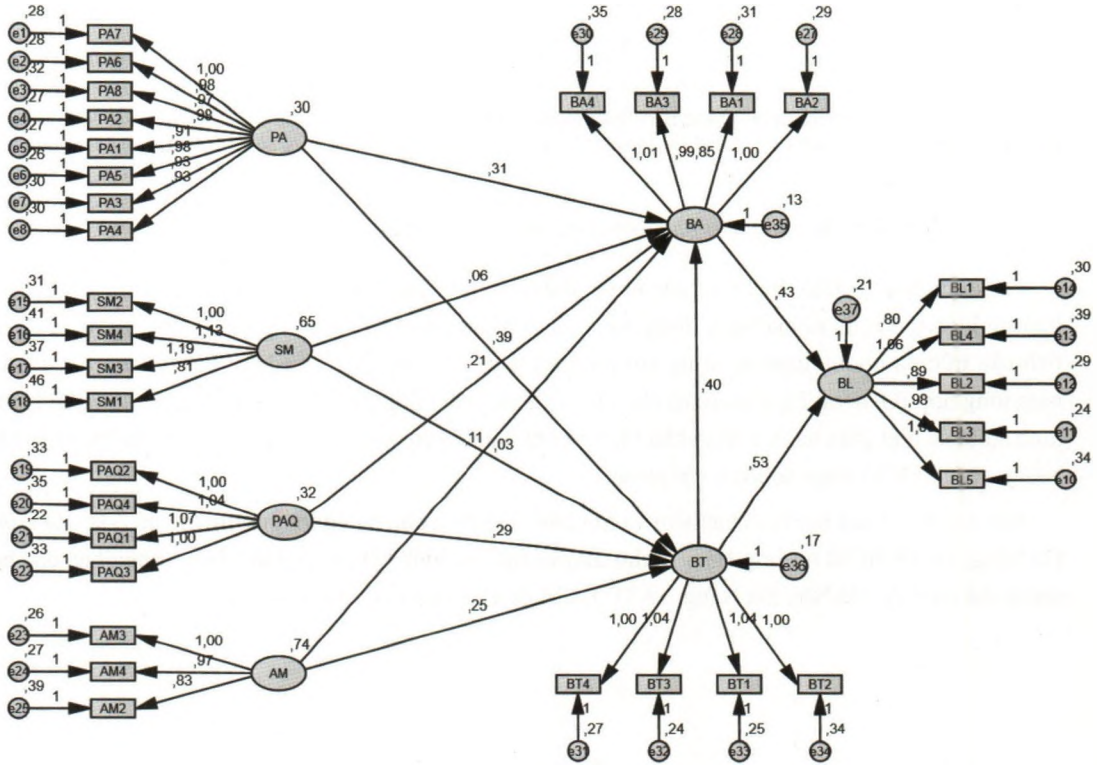 ,28
e1 1 PA7
,28
e2 1 PA6
,32
e3 1 PA8
,27
e4 1 PA2
,27
e5 1 PA1
,26
e6 1 PA5
,30
e7 1 PA3
,30
e8 1 PA4
1,00
,98
,97
,98
,91
,98
,93
,93
PA ,30
,31
e15 1 SM2
,41
e16 1 SM4
,37
e17 1 SM3
,46
e18 1 SM1
1,00
1,13
1,19
,81
SM ,65
,33
e19 1 PAQ2
,35
e20 1 PAQ4
,22
e21 1 PAQ1
,33
e22 1 PAQ3
1,00
1,04
1,07
1,00
PAQ ,32
,26
e23 1 AM3
,27
e24 1 AM4
,39
e25 1 AM2
1,00
,97
,83
AM ,74
,31
,06
,39
,21
,11
,03
,29
,25
,40
,43
,53
,35 ,28 ,31 ,29
e30 e29 e28 e27
1 1 1 1
BA4 BA3 BA1 BA2
1,01 ,99 ,85 1,00
BA 1 e35 ,13
,21
e37
1
BL
,80
1,06
,89
,98
BL1 1 e14 ,30
BL4 1 e13 ,39
BL2 1 e12 ,29
BL3 1 e11 ,24
BL5 1 e10 ,34
BT 1 e36 ,17
1,00 1,04 1,04 1,00
BT4 BT3 BT1 BT2
1 1 1 1
,27 ,24 ,25 ,34
e31 e32 e33 e34